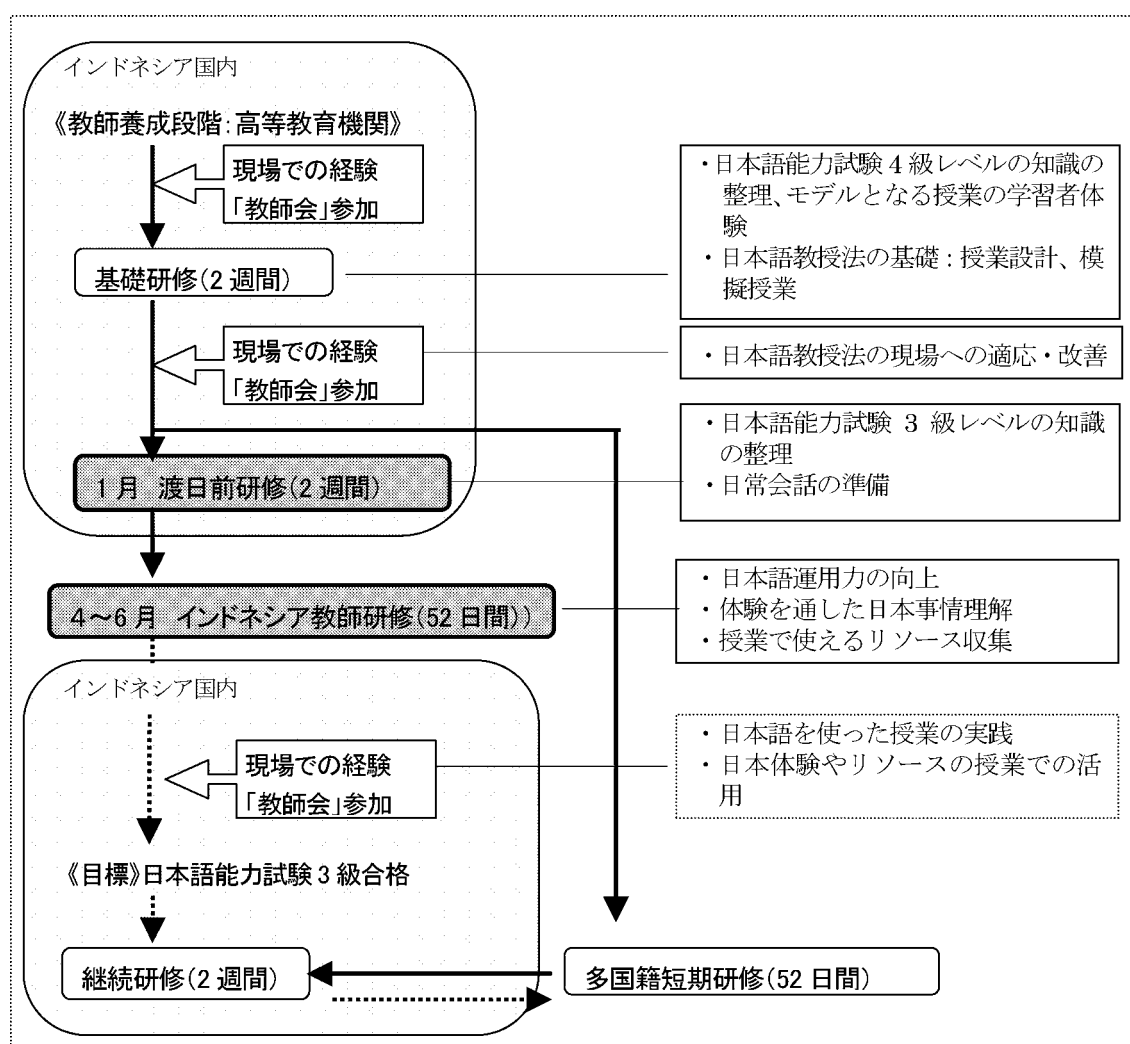 インドネシア国内
《教師養成段階：高等教育機関》
現場での経験
「教師会」参加
・日本語能力試験４級レベルの知識の
整理、モデルとなる授業の学習者体
験
・日本語教授法の基礎：授業設計、模
擬授業
基礎研修（２週間）
現場での経験
「教師会」参加
・日本語教授法の現場への適応・改善
・日本語能力試験 ３ 級レベルの知識
の整理
・日常会話の準備
１月 渡日前研修（２週間）
４～６月 インドネシア教師研修（52日間））
・日本語運用力の向上
・体験を通した日本事情理解
・授業で使えるリソース収集
インドネシア国内
現場での経験
「教師会」参加
・日本語を使った授業の実践
・日本体験やリソースの授業での活
用
《目標》日本語能力試験３級合格
継続研修（２週間）
多国籍短期研修（52日間）